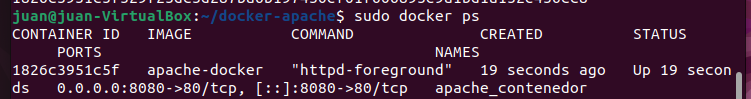 juan@juan-VirtualBox:~/docker-apache$ sudo docker ps
CONTAINER ID   IMAGE           COMMAND              CREATED          STATUS
        PORTS                                     NAMES
1826c3951c5f   apache-docker   "httpd-foreground"   19 seconds ago   Up 19 secon
ds   0.0.0.0:8080->80/tcp, [::]:8080->80/tcp   apache_contenedor